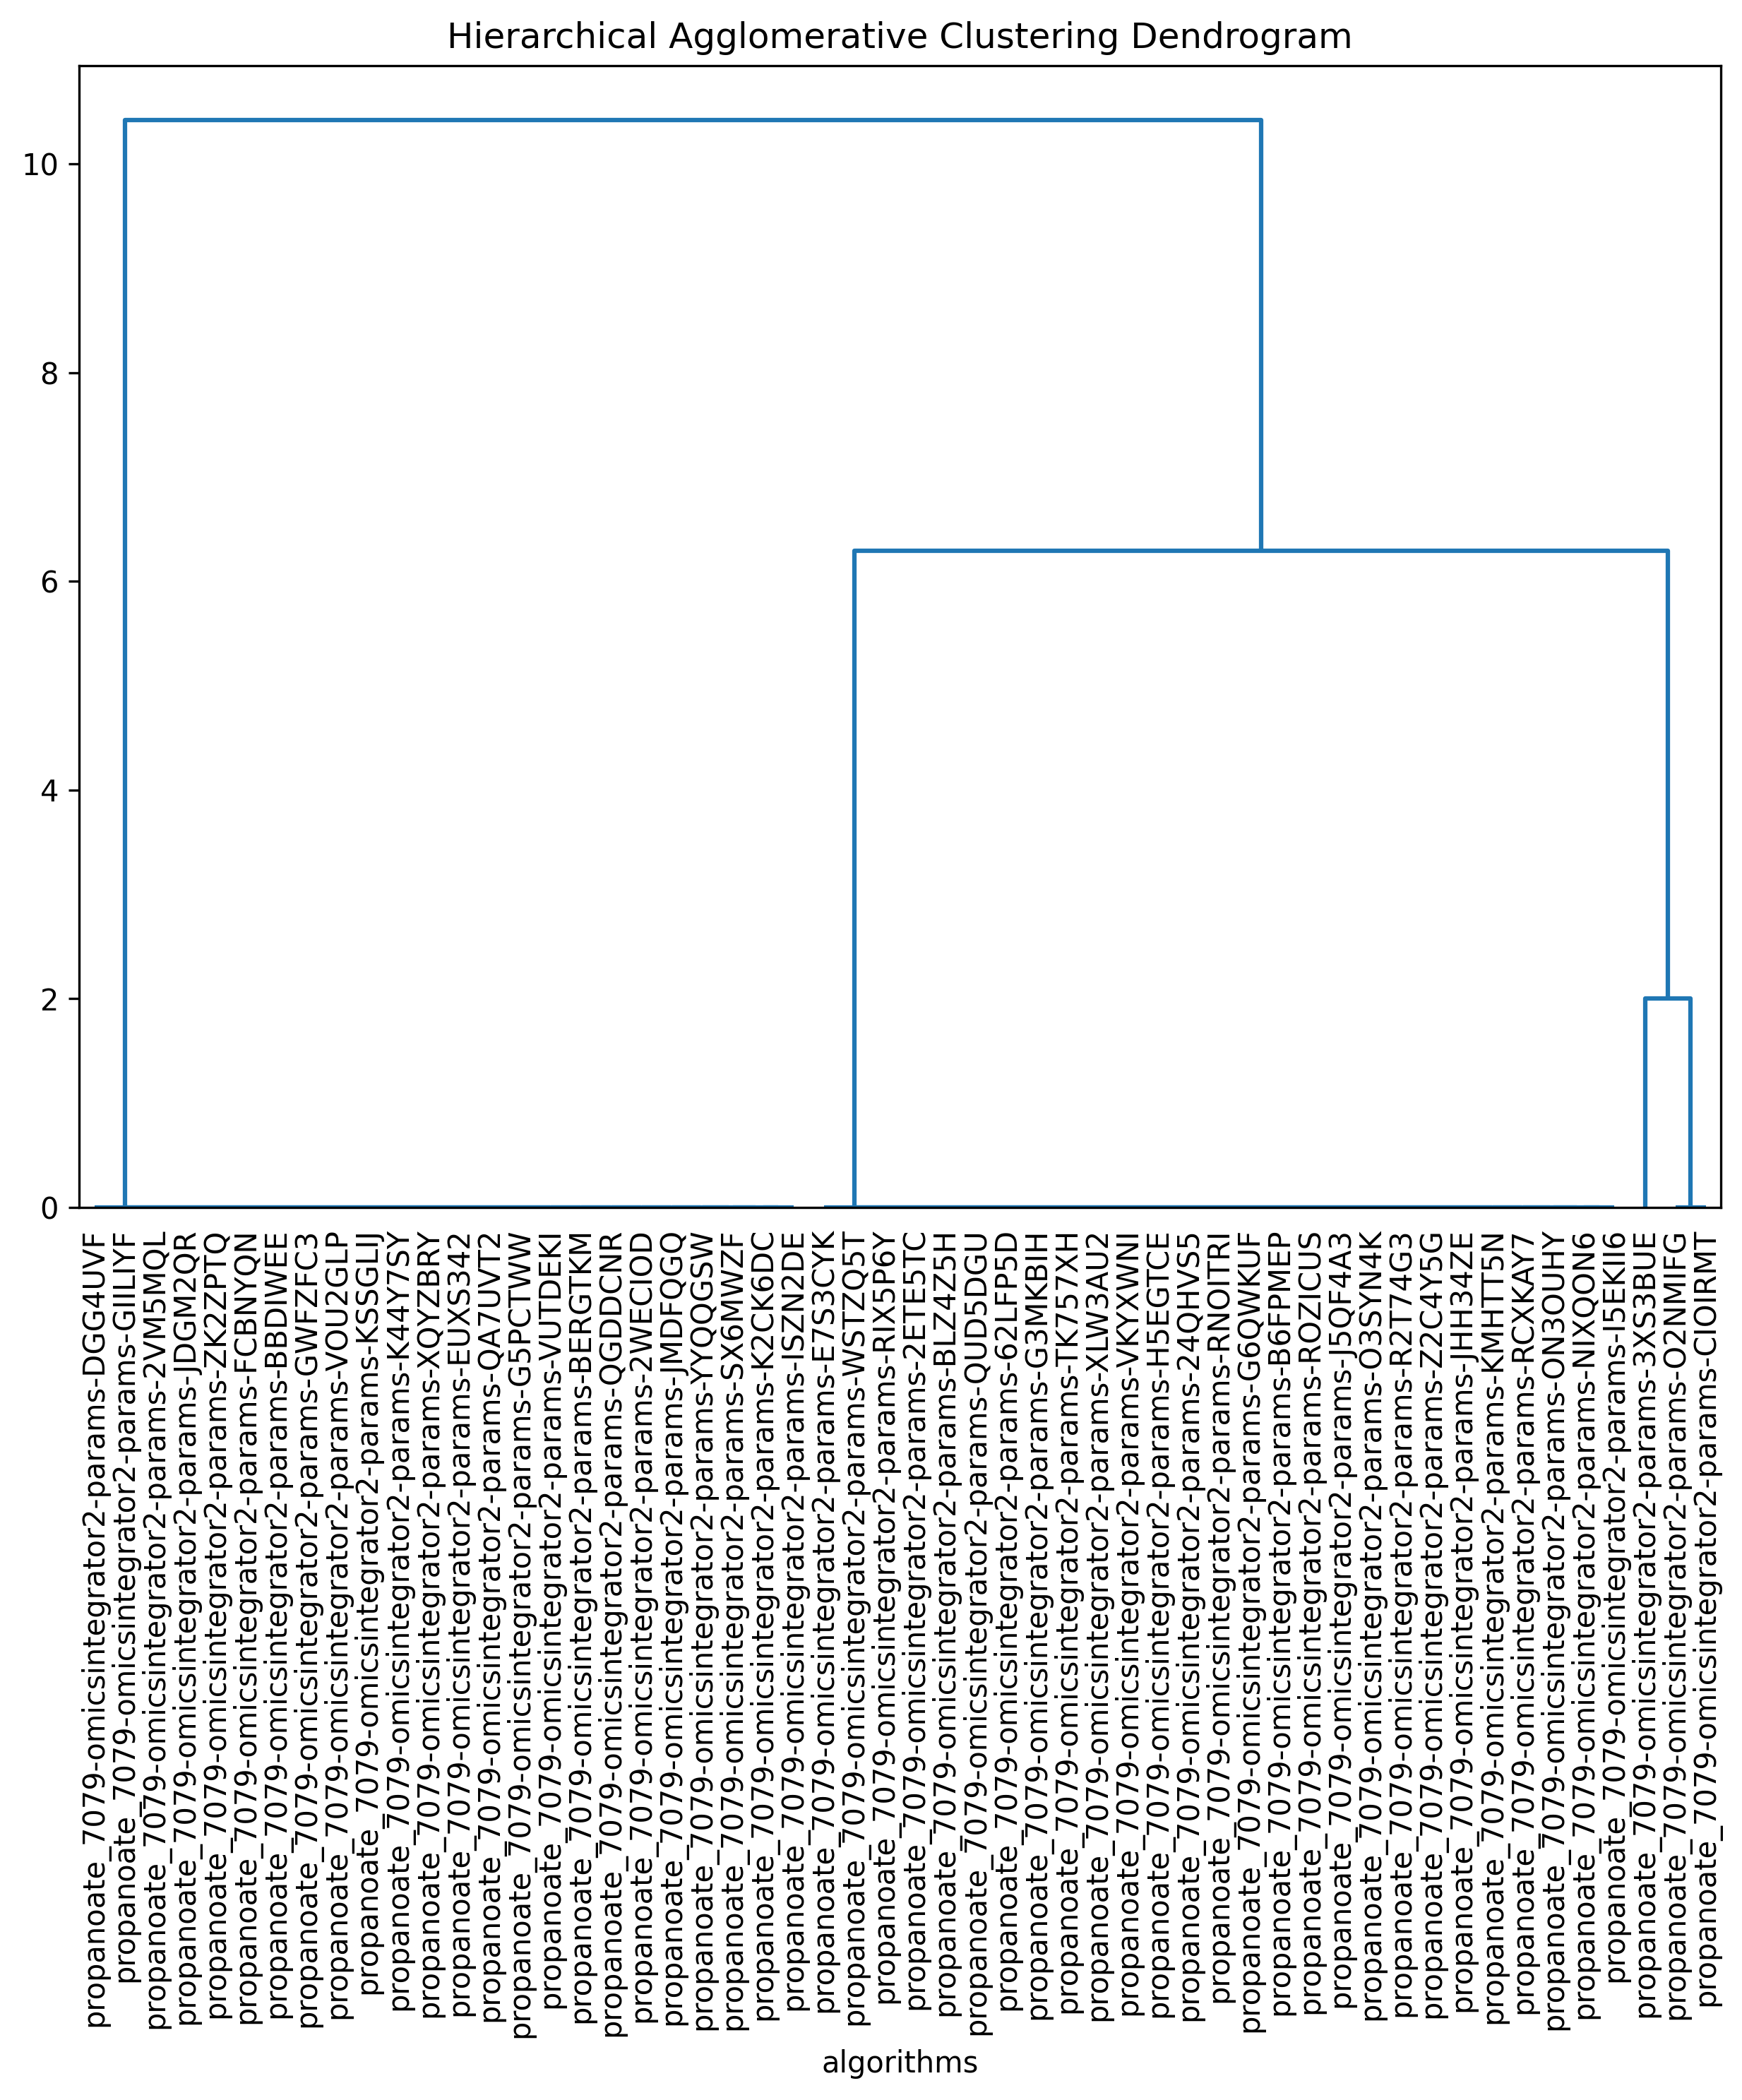 Hierarchical Agglomerative Clustering Dendrogram
10
8
6
4
2
0
propanoate_7079-omicsintegrator2-params-DGG4UVF
propanoate_7079-omicsintegrator2-params-GIILIYF
propanoate_7079-omicsintegrator2-params-2VM5MQL
propanoate_7079-omicsintegrator2-params-JDGM2QR
propanoate_7079-omicsintegrator2-params-ZK2ZPTQ
propanoate_7079-omicsintegrator2-params-FCBNYQN
propanoate_7079-omicsintegrator2-params-BBDIWEE
propanoate_7079-omicsintegrator2-params-GWFZFC3
propanoate_7079-omicsintegrator2-params-VOU2GLP
propanoate_7079-omicsintegrator2-params-KSSGLIJ
propanoate_7079-omicsintegrator2-params-K44Y7SY
propanoate_7079-omicsintegrator2-params-XQYZBRY
propanoate_7079-omicsintegrator2-params-EUXS342
propanoate_7079-omicsintegrator2-params-QA7UVT2
propanoate_7079-omicsintegrator2-params-G5PCTWW
propanoate_7079-omicsintegrator2-params-VUTDEKI
propanoate_7079-omicsintegrator2-params-BERGTKM
propanoate_7079-omicsintegrator2-params-QGDDCNR
propanoate_7079-omicsintegrator2-params-2WECIOD
propanoate_7079-omicsintegrator2-params-JMDFQGQ
propanoate_7079-omicsintegrator2-params-YYQQGSW
propanoate_7079-omicsintegrator2-params-SX6MWZF
propanoate_7079-omicsintegrator2-params-K2CK6DC
propanoate_7079-omicsintegrator2-params-ISZN2DE
propanoate_7079-omicsintegrator2-params-E7S3CYK
propanoate_7079-omicsintegrator2-params-WSTZQ5T
propanoate_7079-omicsintegrator2-params-RIX5P6Y
propanoate_7079-omicsintegrator2-params-2ETE5TC
propanoate_7079-omicsintegrator2-params-BLZ4Z5H
propanoate_7079-omicsintegrator2-params-QUD5DGU
propanoate_7079-omicsintegrator2-params-62LFP5D
propanoate_7079-omicsintegrator2-params-G3MKBIH
propanoate_7079-omicsintegrator2-params-TK757XH
propanoate_7079-omicsintegrator2-params-XLW3AU2
propanoate_7079-omicsintegrator2-params-VKYXWNI
propanoate_7079-omicsintegrator2-params-H5EGTCE
propanoate_7079-omicsintegrator2-params-24QHVS5
propanoate_7079-omicsintegrator2-params-RNOITRI
propanoate_7079-omicsintegrator2-params-G6QWKUF
propanoate_7079-omicsintegrator2-params-B6FPMEP
propanoate_7079-omicsintegrator2-params-ROZICUS
propanoate_7079-omicsintegrator2-params-J5QF4A3
propanoate_7079-omicsintegrator2-params-O3SYN4K
propanoate_7079-omicsintegrator2-params-R2T74G3
propanoate_7079-omicsintegrator2-params-Z2C4Y5G
propanoate_7079-omicsintegrator2-params-JHH34ZE
propanoate_7079-omicsintegrator2-params-KMHTT5N
propanoate_7079-omicsintegrator2-params-RCXKAY7
propanoate_7079-omicsintegrator2-params-ON3OUHY
propanoate_7079-omicsintegrator2-params-NIXQON6
propanoate_7079-omicsintegrator2-params-I5EKII6
propanoate_7079-omicsintegrator2-params-3XS3BUE
propanoate_7079-omicsintegrator2-params-O2NMIFG
propanoate_7079-omicsintegrator2-params-CIOIRMT
algorithms